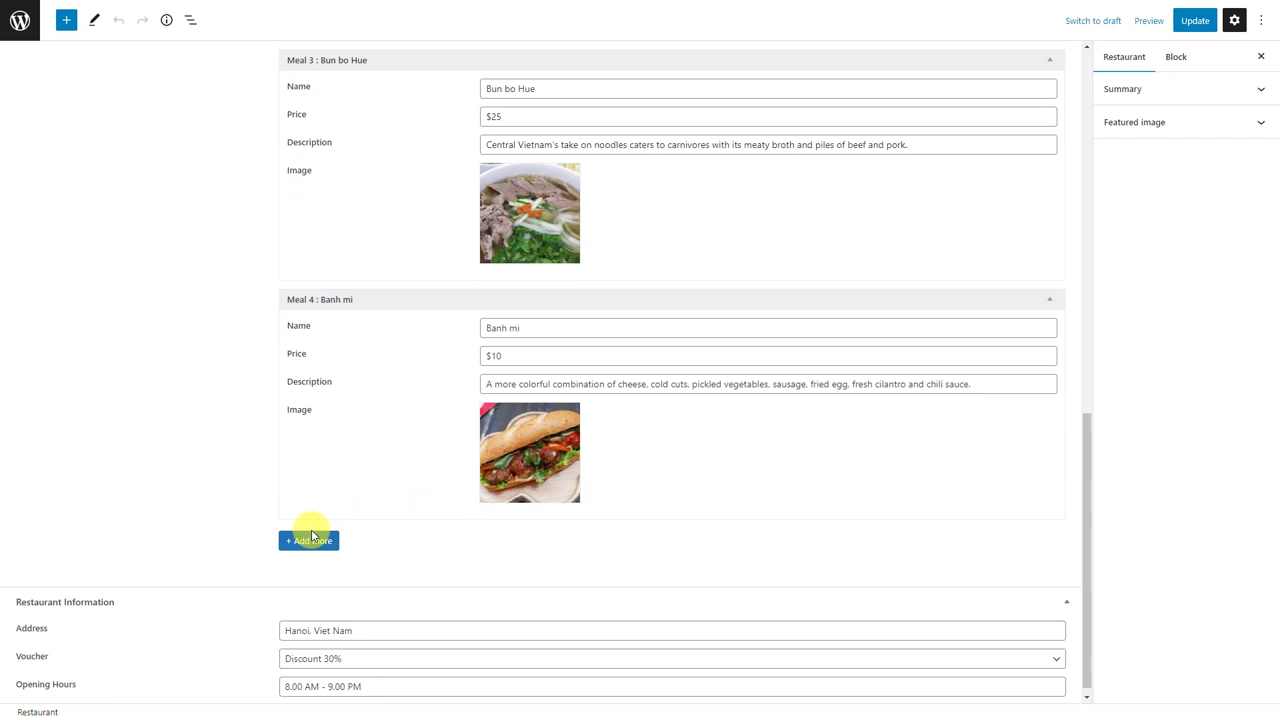 Switch to draft
Preview
Update
Restaurant
Block
Summary
Featured image
Meal 3 : Bun bo Hue
Name
Bun bo Hue
Price
$25
Description
Central Vietnam's take on noodles caters to carnivores with its meaty broth and piles of beef and pork.
Image
Meal 4 : Banh mi
Name
Banh mi
Price
$10
Description
A more colorful combination of cheese, cold cuts, pickled vegetables, sausage, fried egg, fresh cilantro and chili sauce.
Image
+ Add More
Restaurant Information
Address
Hanoi, Viet Nam
Voucher
Discount 30%
Opening Hours
8.00 AM - 9.00 PM
Restaurant